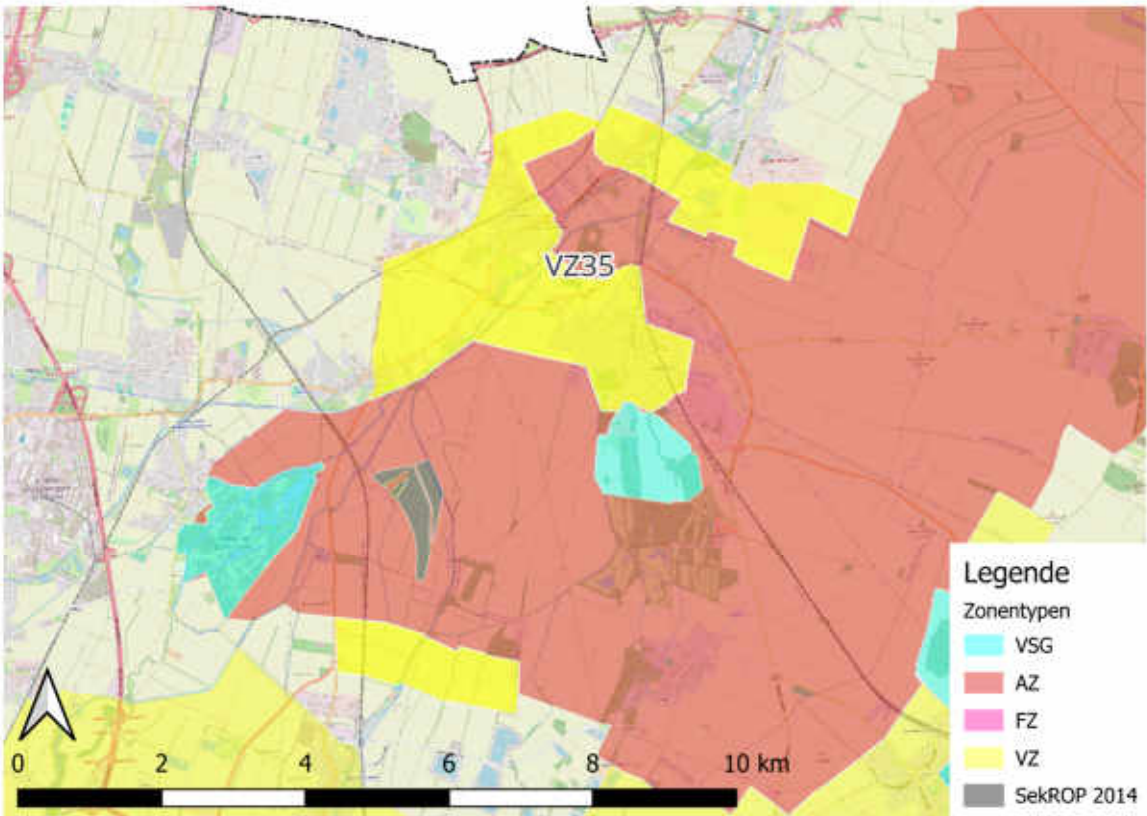 VZ35
Legende
Zonentypen
VSG
AZ
FZ
VZ
SekROP 2014
0 2 4 6 8 10 km